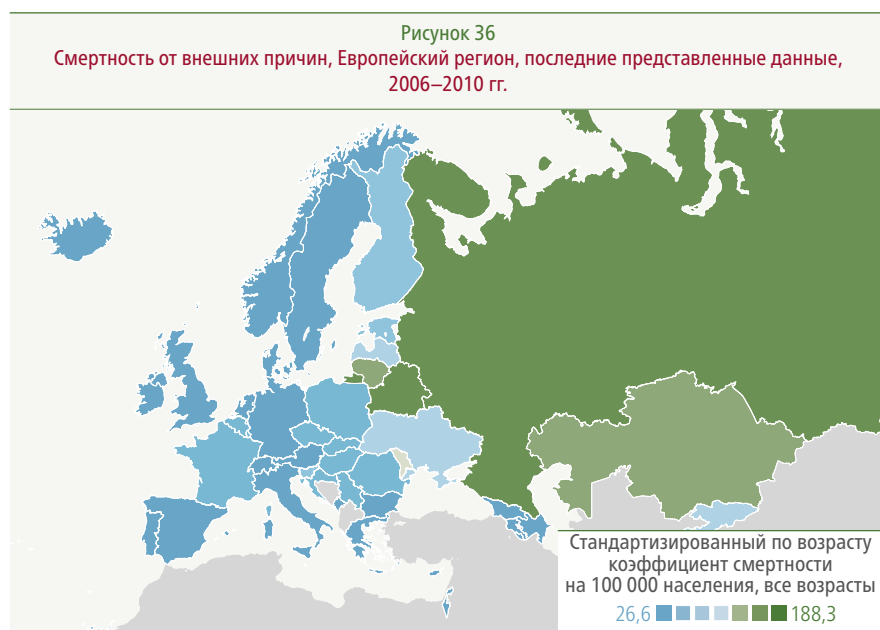 Рисунок 36
Смертность от внешних причин, Европейский регион, последние представленные данные,
2006–2010 гг.
Стандартизированный по возрасту
коэффициент смертности
на 100 000 населения, все возрасты
26,6 188,3